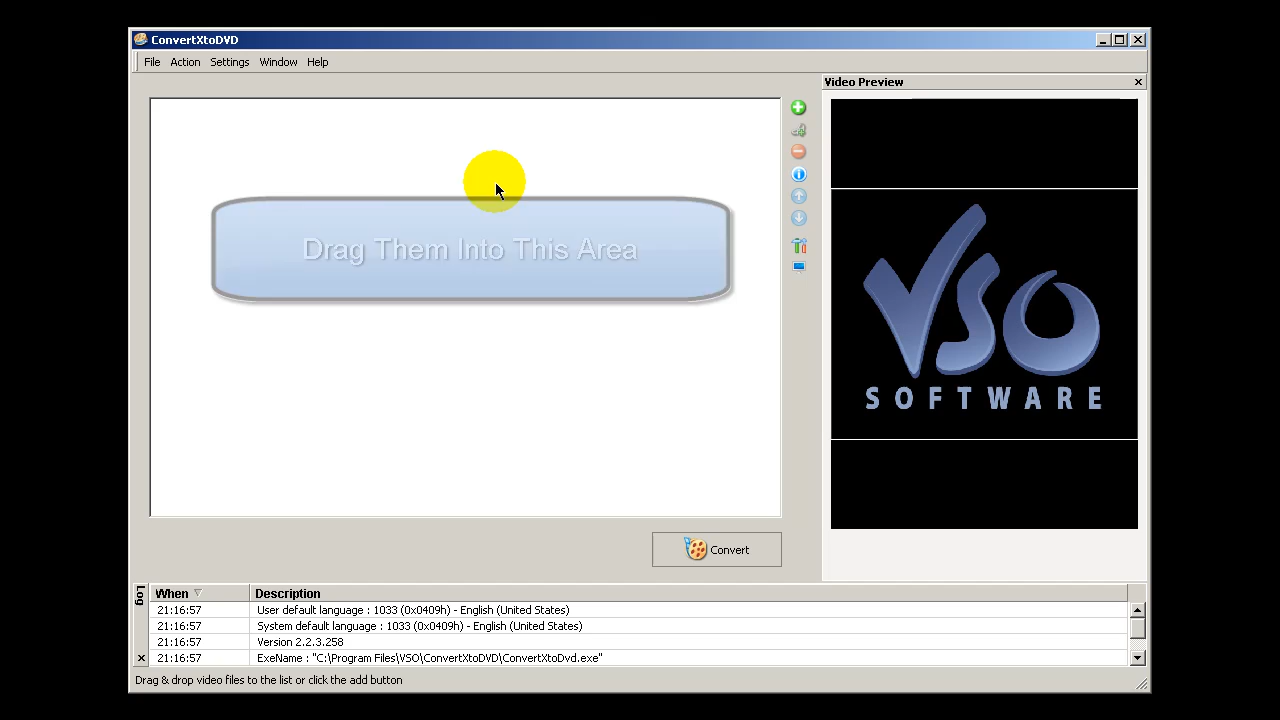 ConvertXtoDVD
File Action Settings Window Help
Video Preview
Drag Them Into This Area
VSO
SOFTWARE
Convert
Log
When Description
21:16:57 User default language : 1033 (0x0409h) - English (United States)
21:16:57 System default language : 1033 (0x0409h) - English (United States)
21:16:57 Version 2.2.3.258
21:16:57 ExeName : "C:\Program Files\VSO\ConvertXtoDVD\ConvertXtoDvd.exe"
Drag & drop video files to the list or click the add button